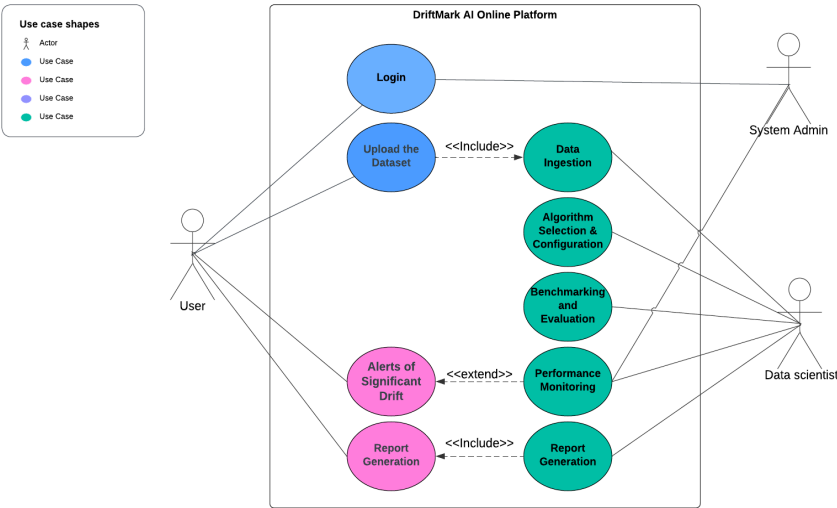 DriftMark AI Online Platform
Use case shapes
Actor
Use Case
Use Case
Use Case
Use Case
Login
System Admin
Upload the
Dataset
<<Include>>
Data
Ingestion
Algorithm
Selection &
Configuration
User
Benchmarking
and
Evaluation
Alerts of
Significant
Drift
<<extend>>
Performance
Monitoring
Data scientist
Report
Generation
<<Include>>
Report
Generation